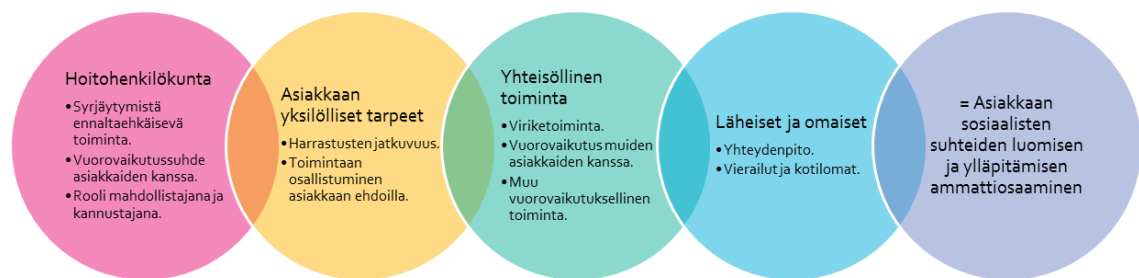 Hoitohenkilökunta
•Syrjäytymistä
ennaltaehkäisevä
toiminta.
•Vuorovaikutussuhde
asiakkaiden kanssa.
•Rooli mahdollistajana ja
kannustajana.
Asiakkaan
yksilölliset tarpeet
•Harrastusten jatkuvuus.
•Toimintaan
osallistuminen
asiakkaan ehdoilla.
Yhteisöllinen
toiminta
•Viriketoiminta.
•Vuorovaikutus muiden
asiakkaiden kanssa.
•Muu
vuorovaikutuksellinen
toiminta.
Läheiset ja omaiset
•Yhteydenpito.
•Vierailut ja kotilomat.
= Asiakkaan
sosiaalisten
suhteiden luomisen
ja ylläpitämisen
ammattiosaaminen